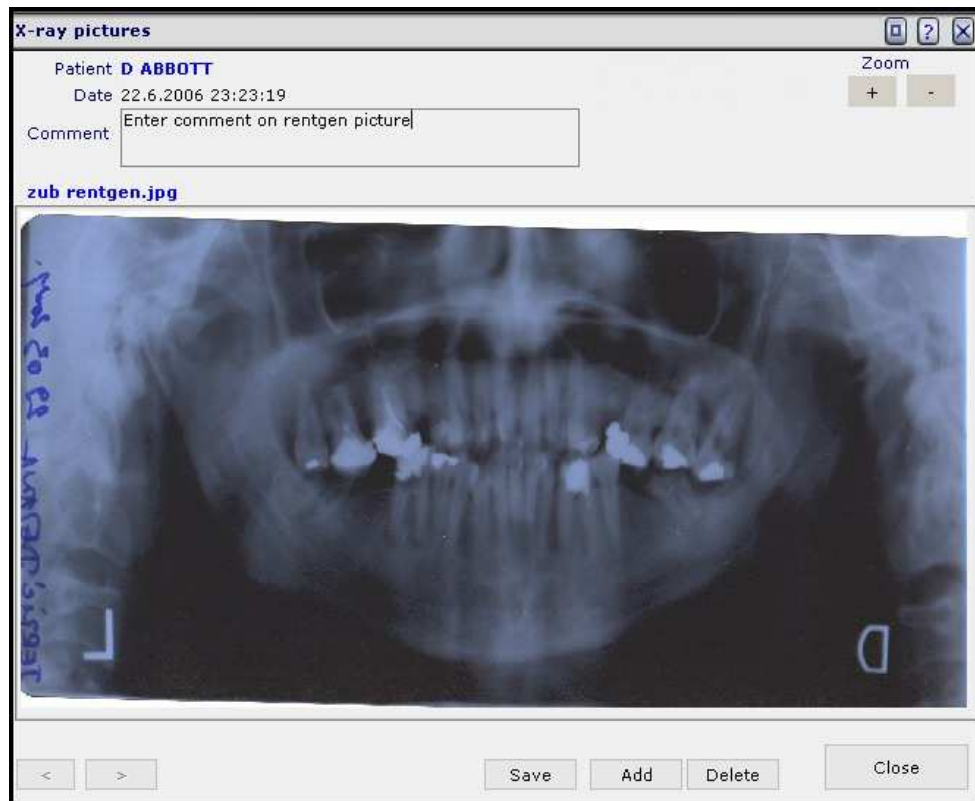 X-ray pictures
Patient D ABBOTT
Zoom
Date 22.6.2006 23:23:19
+ -
Comment Enter comment on rentgen picture
zub rentgen.jpg
L D
< > Save Add Delete Close